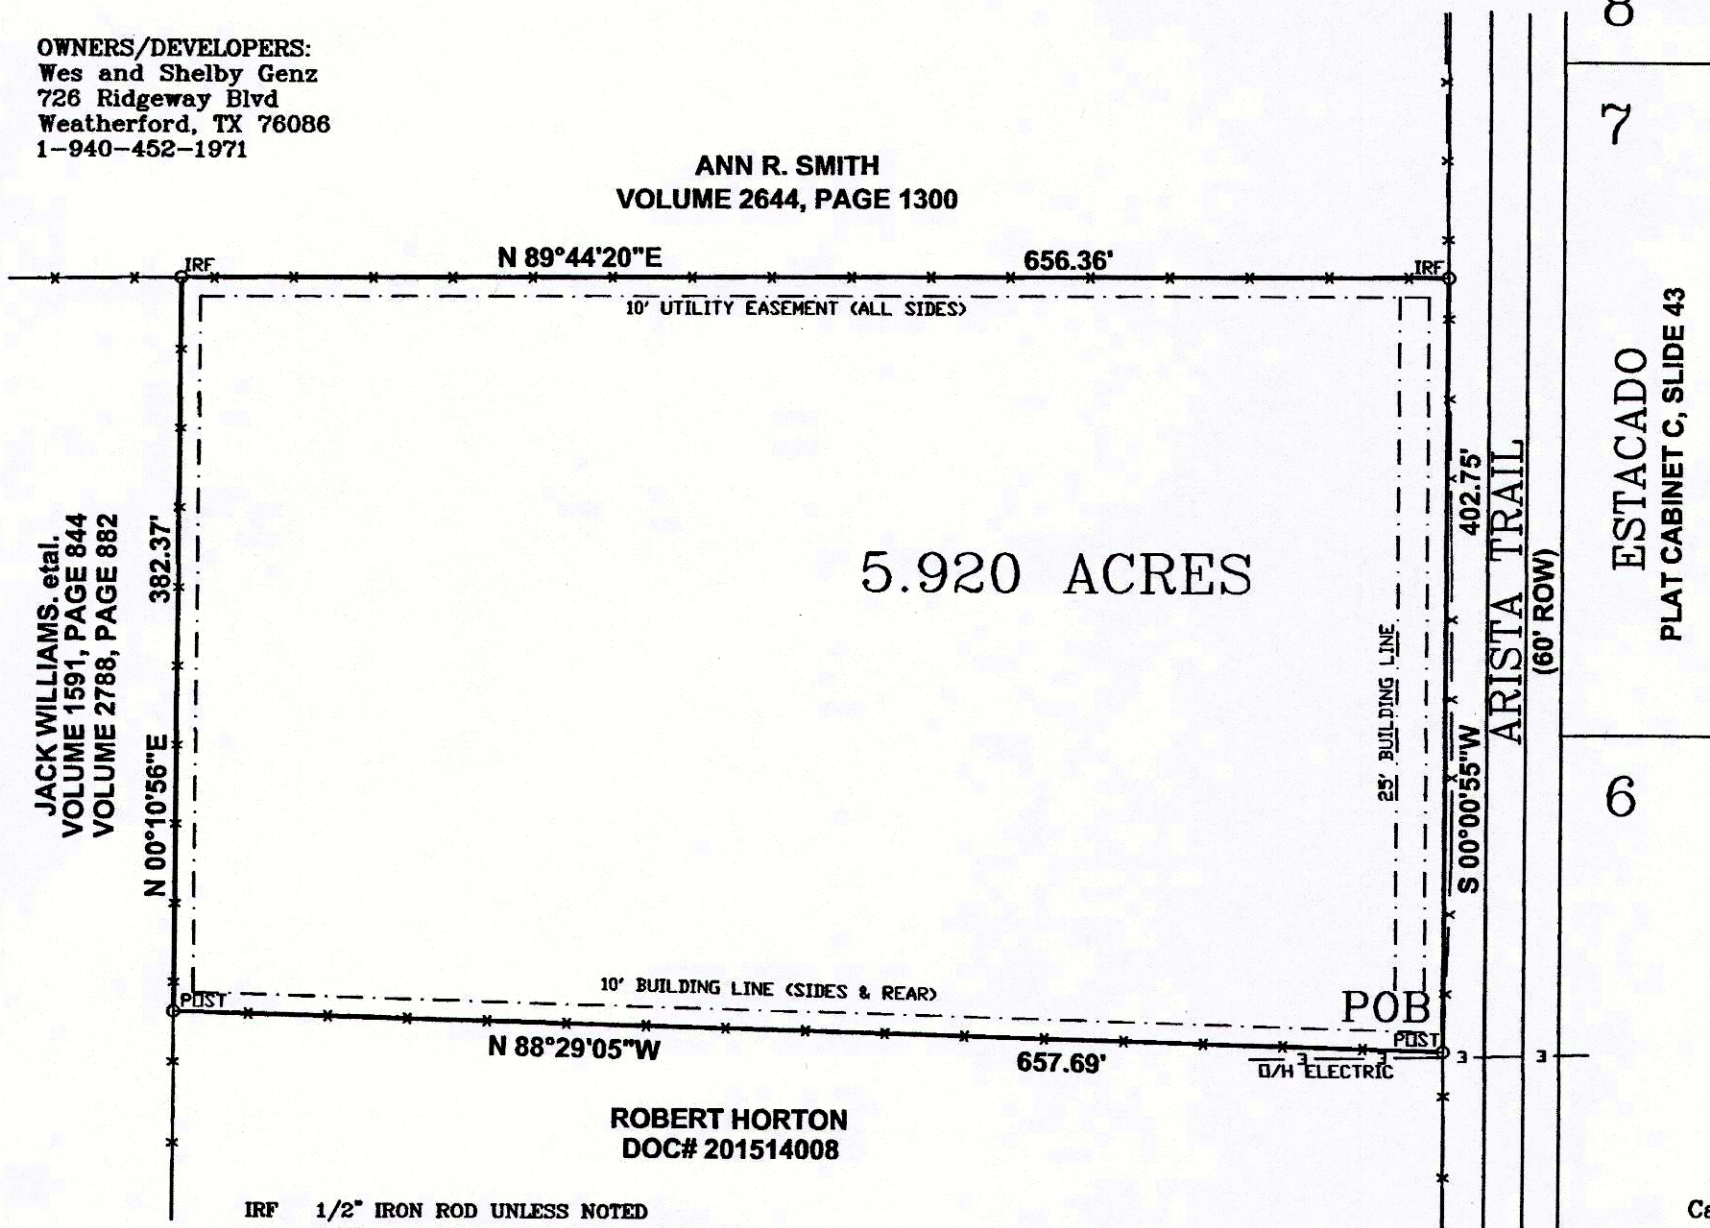 OWNERS/DEVELOPERS:
Wes and Shelby Genz
726 Ridgeway Blvd
Weatherford, TX 76086
1-940-452-1971
8
7
ANN R. SMITH
VOLUME 2644, PAGE 1300
IRF
N 89°44'20"E
656.36'
IRF
10' UTILITY EASEMENT (ALL SIDES)
JACK WILLIAMS. etal.
VOLUME 1591, PAGE 844
VOLUME 2788, PAGE 882
N 00°10'56"E
382.37'
5.920 ACRES
25' BUILDING LINE
S 00°00'55"W
402.75'
ARISTA TRAIL
(60' ROW)
ESTACADO
PLAT CABINET C, SLIDE 43
6
POST
10' BUILDING LINE (SIDES & REAR)
POB
POST
N 88°29'05"W
657.69'
3
3
3
3
O/H ELECTRIC
ROBERT HORTON
DOC# 201514008
IRF 1/2" IRON ROD UNLESS NOTED
Ca